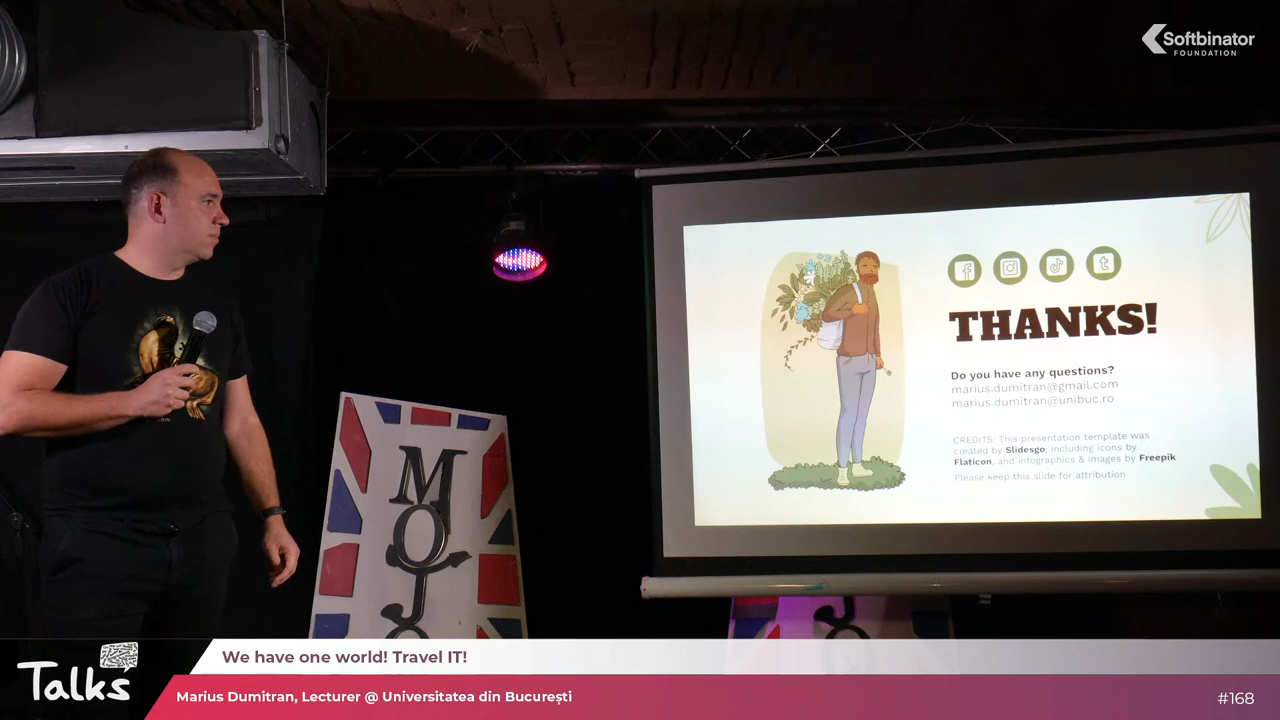 Softbinator
FOUNDATION
THANKS!
Do you have any questions?
marius.dumitran@gmail.com
marius.dumitran@unibuc.ro
CREDITS: This presentation template was
created by Slidesgo, including icons by
Flaticon, and infographics & images by Freepik
Please keep this slide for attribution
MOJO
Talks
We have one world! Travel IT!
Marius Dumitran, Lecturer @ Universitatea din București
#168